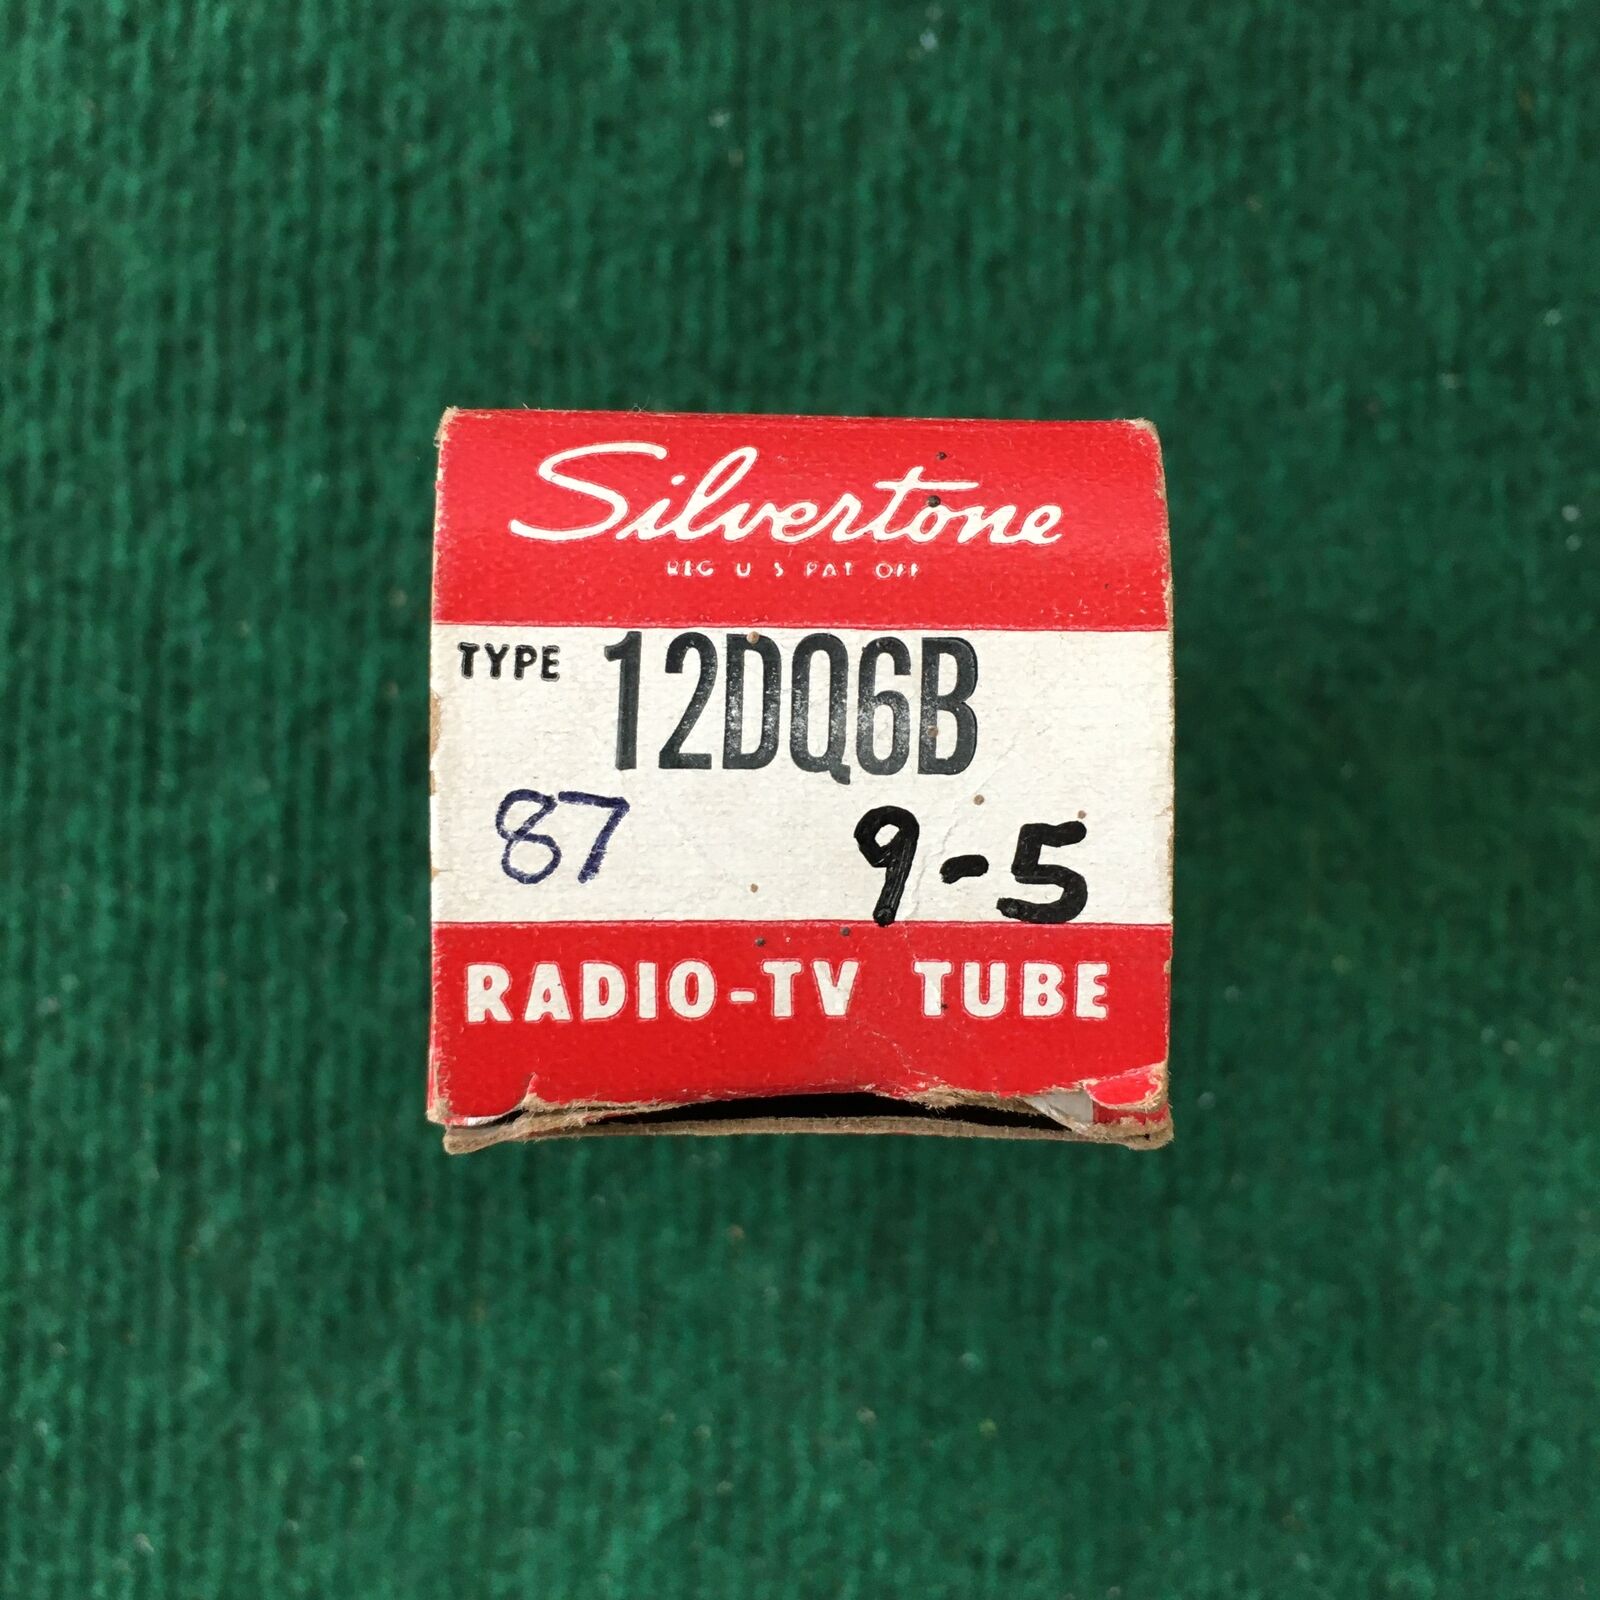 Silvertone
REG U S PAT OFF
TYPE 12DQ6B
87 9-5
RADIO-TV TUBE